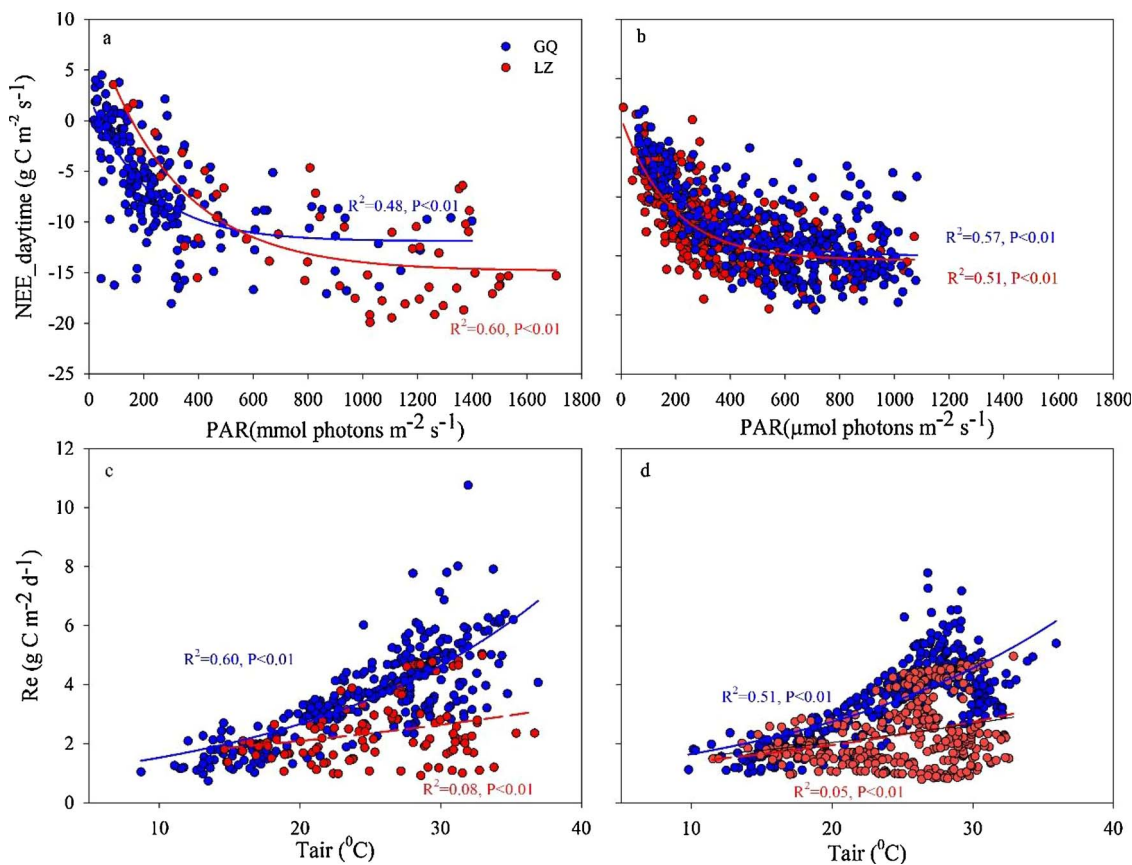 a
GQ
LZ
b
NEE_daytime (g C m⁻² s⁻¹)
10
5
0
-5
-10
-15
-20
-25
R²=0.48, P<0.01
R²=0.60, P<0.01
R²=0.57, P<0.01
R²=0.51, P<0.01
0 200 400 600 800 1000 1200 1400 1600 1800
0 200 400 600 800 1000 1200 1400 1600 1800
PAR(mmol photons m⁻² s⁻¹)
PAR(μmol photons m⁻² s⁻¹)
c
d
Re (g C m⁻² d⁻¹)
12
10
8
6
4
2
0
R²=0.60, P<0.01
R²=0.08, P<0.01
R²=0.51, P<0.01
R²=0.05, P<0.01
10 20 30 40
10 20 30 40
Tair (⁰C)
Tair (⁰C)